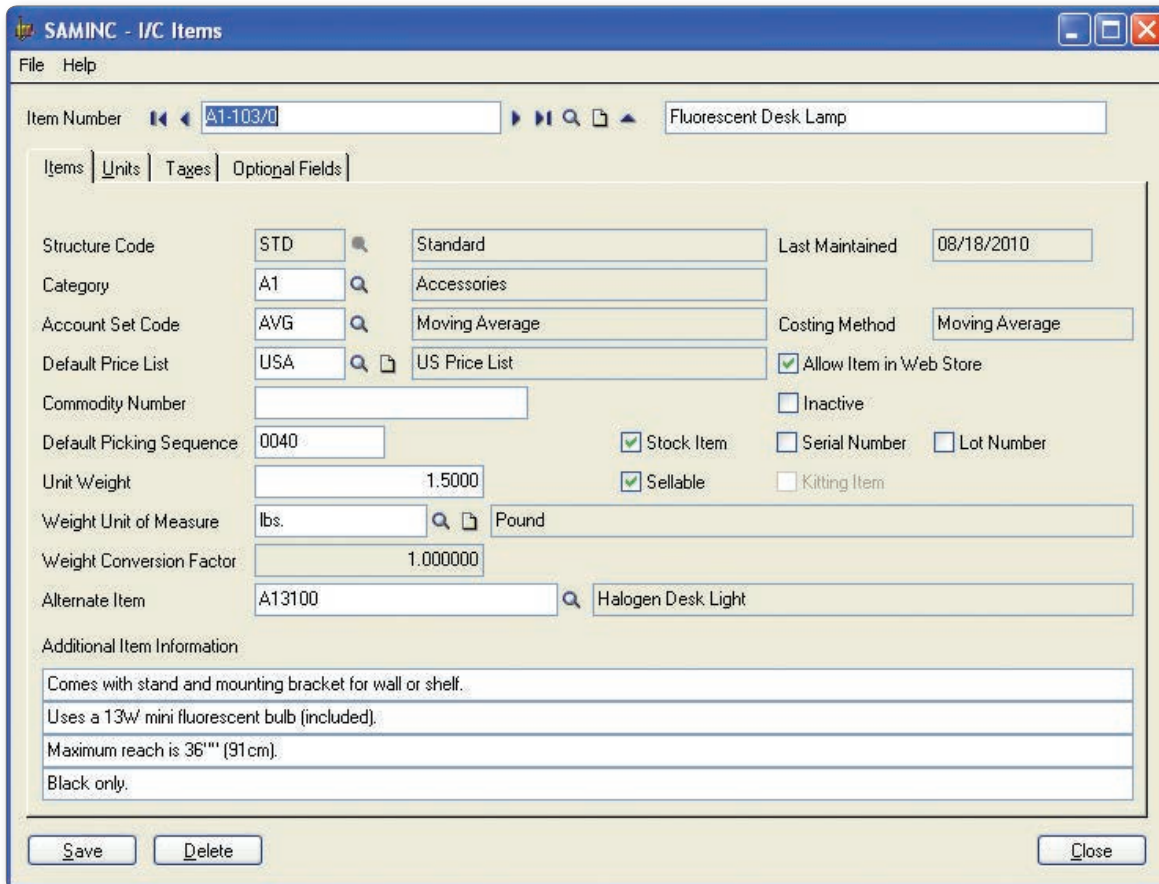 SAMINC - I/C Items
File Help
Item Number A1-103/0 Fluorescent Desk Lamp
Items Units Taxes Optional Fields
Structure Code STD Standard Last Maintained 08/18/2010
Category A1 Accessories
Account Set Code AVG Moving Average Costing Method Moving Average
Default Price List USA US Price List Allow Item in Web Store
Commodity Number Inactive
Default Picking Sequence 0040 Stock Item Serial Number Lot Number
Unit Weight 1.5000 Sellable Kitting Item
Weight Unit of Measure lbs. Pound
Weight Conversion Factor 1.000000
Alternate Item A13100 Halogen Desk Light
Additional Item Information
Comes with stand and mounting bracket for wall or shelf.
Uses a 13W mini fluorescent bulb (included).
Maximum reach is 36"" (91cm).
Black only.
Save Delete Close